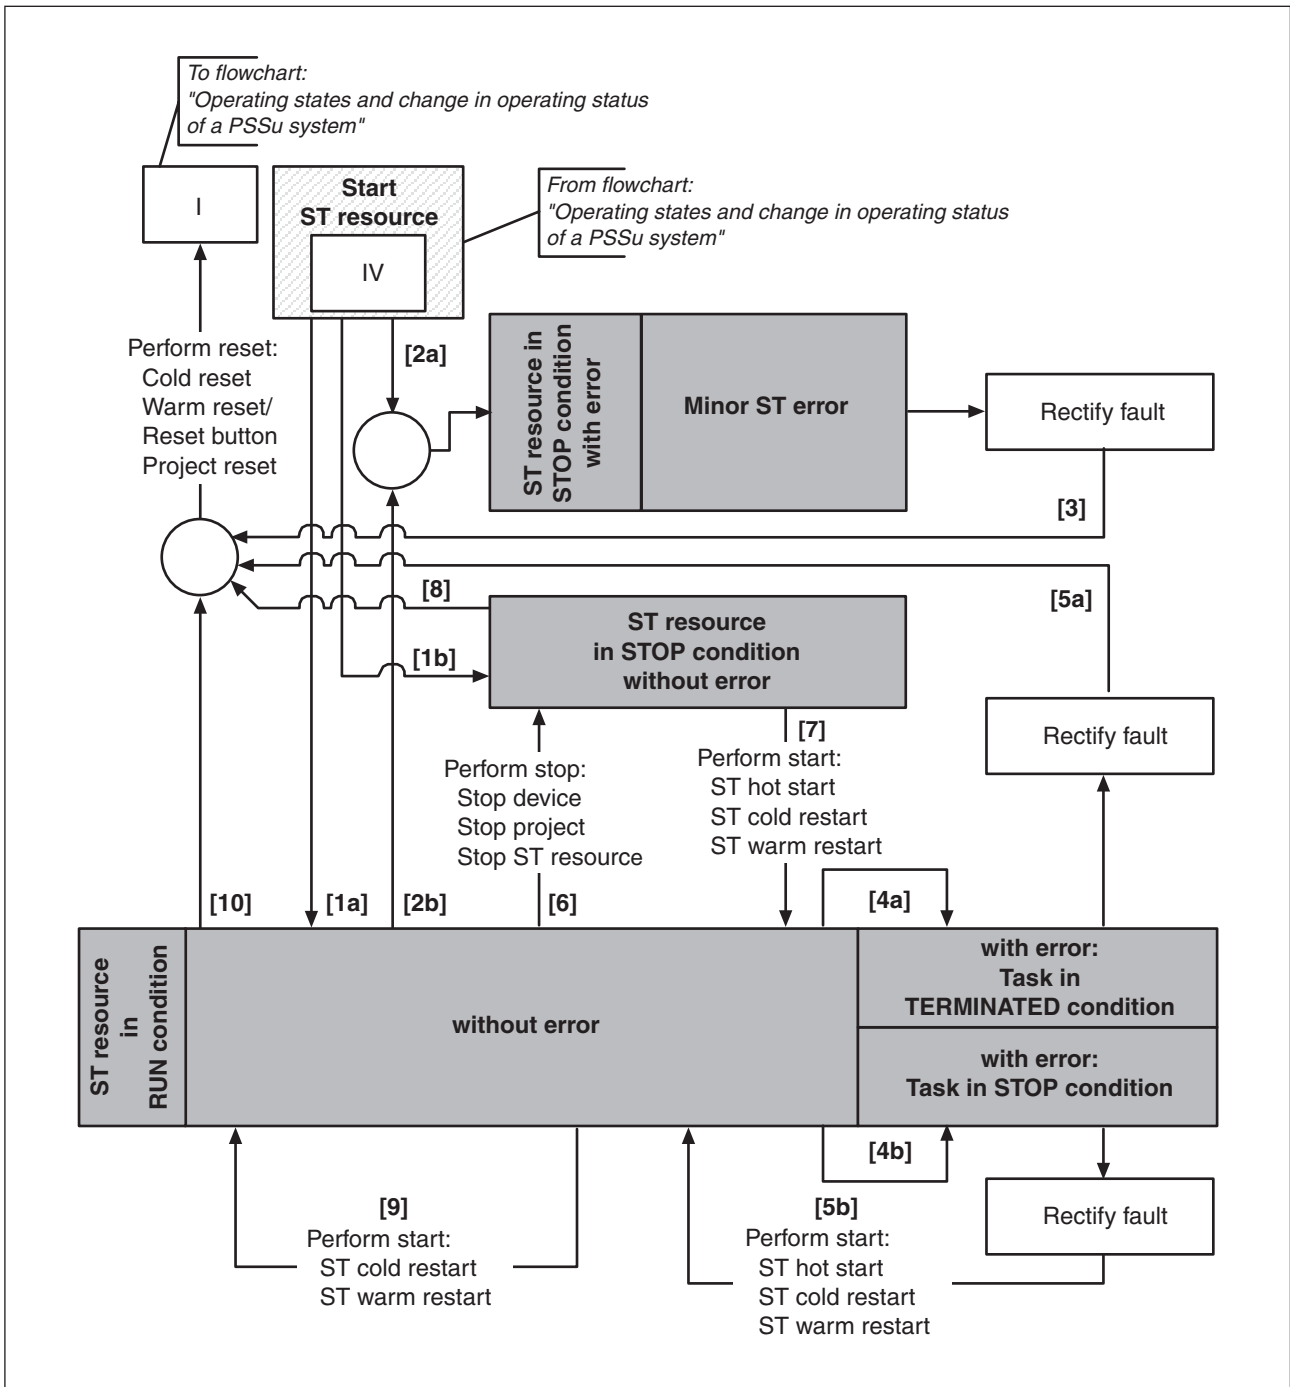 To flowchart:
"Operating states and change in operating status
of a PSSu system"
I
Start
ST resource
IV
From flowchart:
"Operating states and change in operating status
of a PSSu system"
Perform reset:
Cold reset
Warm reset/
Reset button
Project reset
[2a]
ST resource in
STOP condition
with error
Minor ST error
Rectify fault
[3]
[8]
[5a]
[1b]
ST resource
in STOP condition
without error
Rectify fault
[7]
Perform start:
ST hot start
ST cold restart
ST warm restart
Perform stop:
Stop device
Stop project
Stop ST resource
[10]
[1a]
[2b]
[6]
[4a]
ST resource
in
RUN condition
without error
with error:
Task in
TERMINATED condition
with error:
Task in STOP condition
[4b]
[9]
Perform start:
ST cold restart
ST warm restart
[5b]
Perform start:
ST hot start
ST cold restart
ST warm restart
Rectify fault